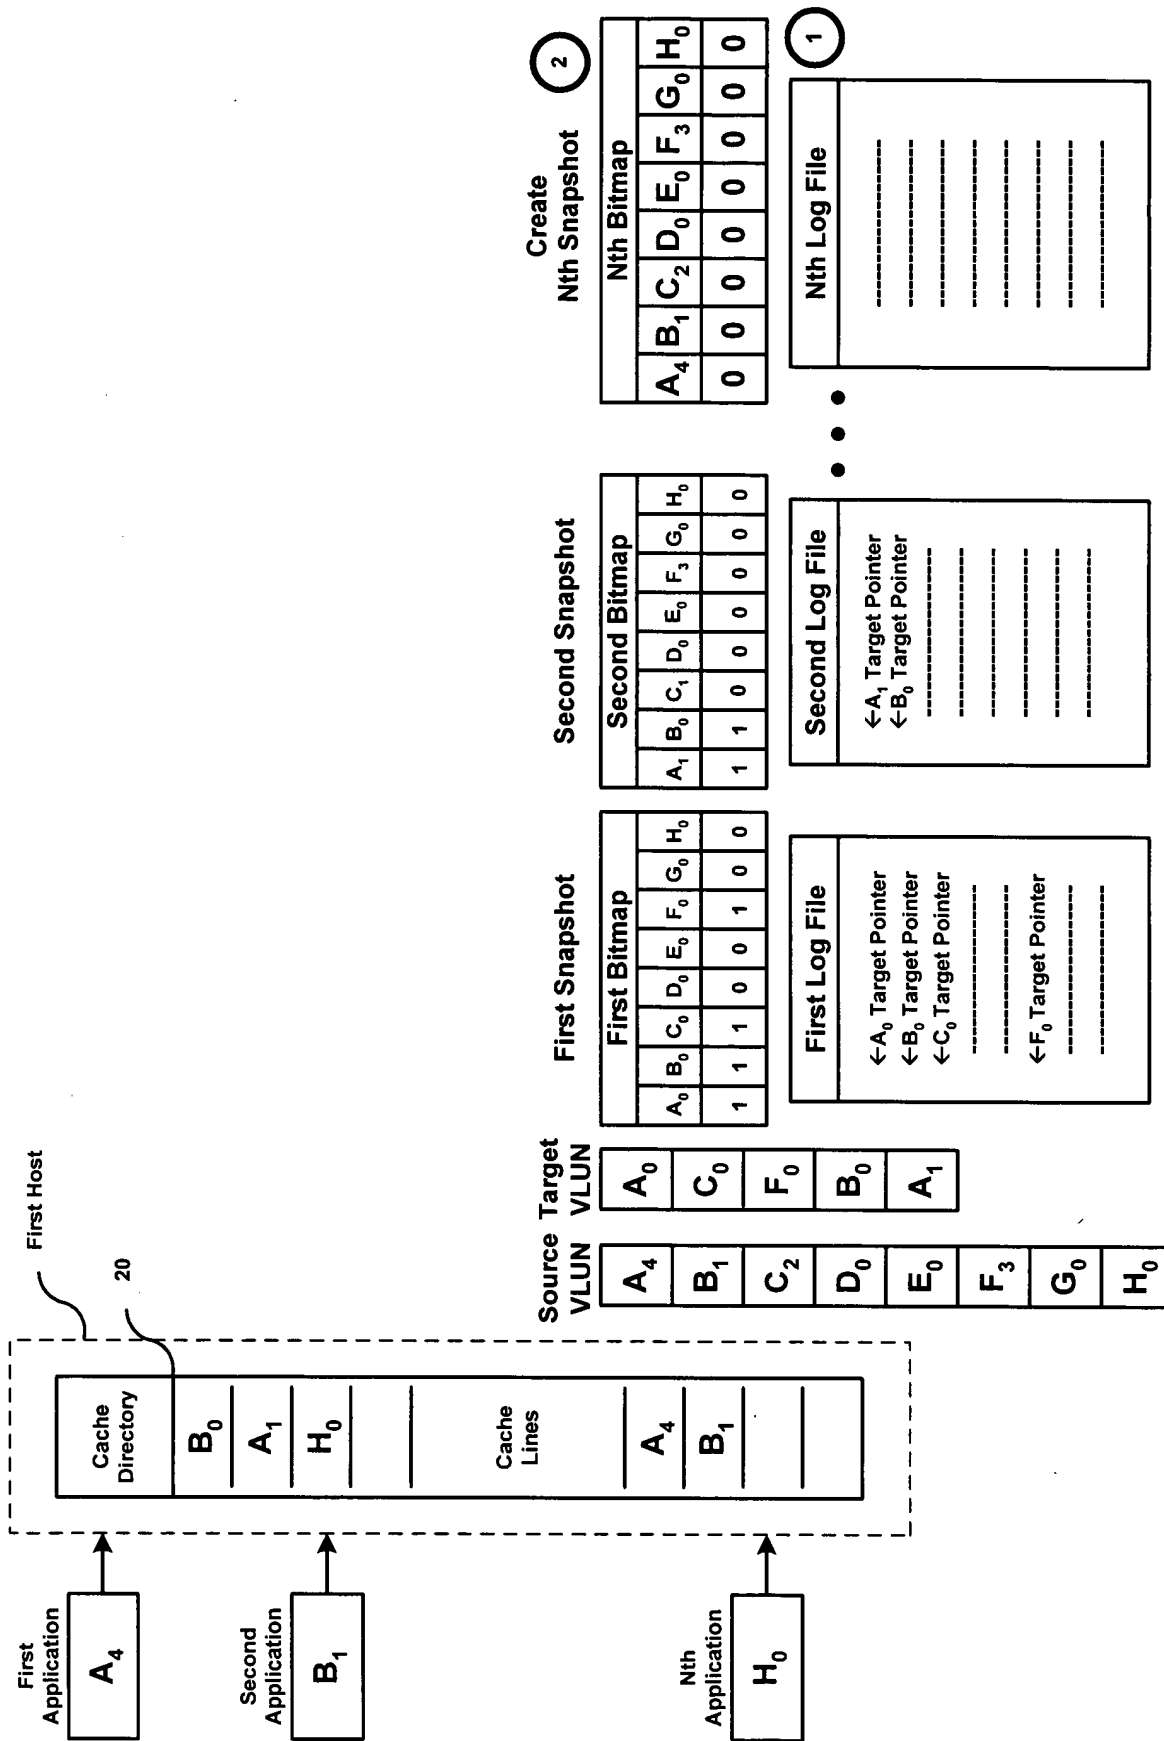 First Host
20
First
Application
A4
Second
Application
B1
Nth
Application
H0
Cache
Directory
B0
A1
H0
Cache
Lines
A4
B1
Source
VLUN
A4
B1
C2
D0
E0
F3
G0
H0
Target
VLUN
A0
C0
F0
B0
A1
First Snapshot
First Bitmap
A0 B0 C0 D0 E0 F0 G0 H0
1 1 1 0 0 1 0 0
First Log File
←A0 Target Pointer
←B0 Target Pointer
←C0 Target Pointer
←F0 Target Pointer
Second Snapshot
Second Bitmap
A1 B0 C1 D0 E0 F3 G0 H0
1 1 0 0 0 0 0 0
Second Log File
←A1 Target Pointer
←B0 Target Pointer
Create
Nth Snapshot
2
Nth Bitmap
A4 B1 C2 D0 E0 F3 G0 H0
0 0 0 0 0 0 0 0
1
Nth Log File